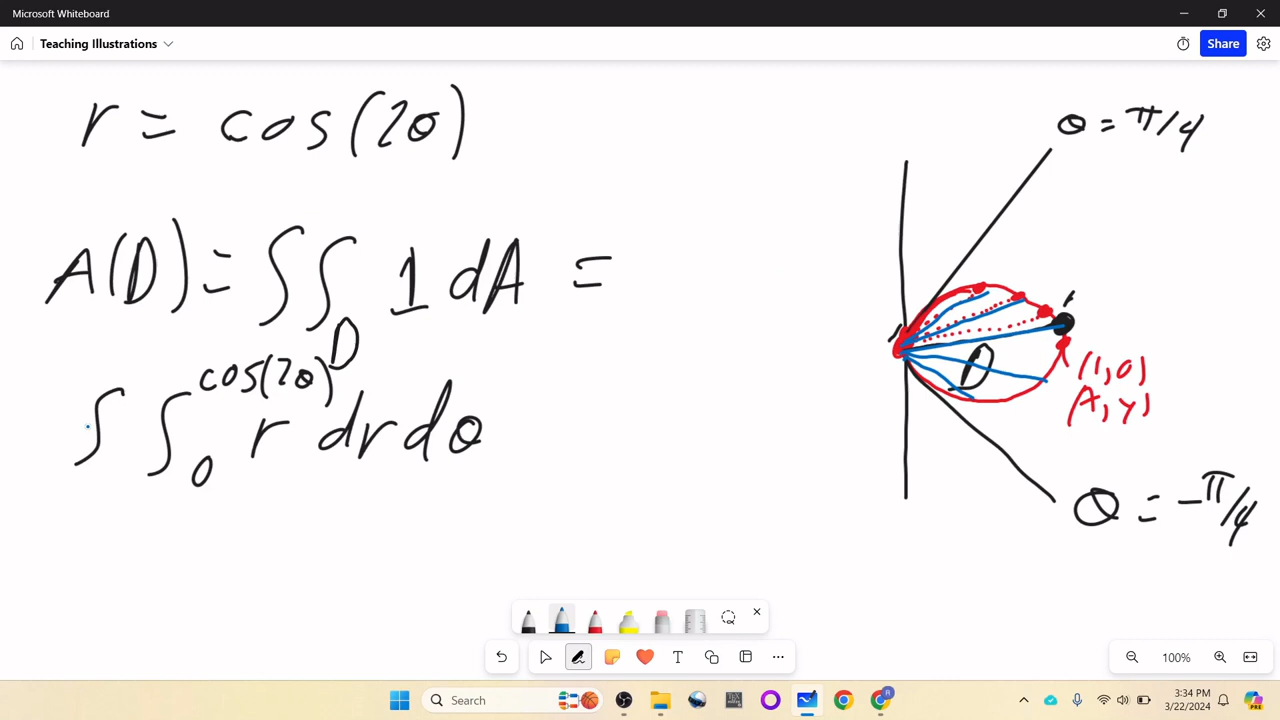 Microsoft Whiteboard
Teaching Illustrations
Share
r = cos(2θ)
θ = π/4
A(D) = ∫∫ 1 dA =
D
D
(1,0)
cos(2θ)
∫ ∫ r dr dθ
0
θ = -π/4
100%
Search
3:34 PM
3/22/2024